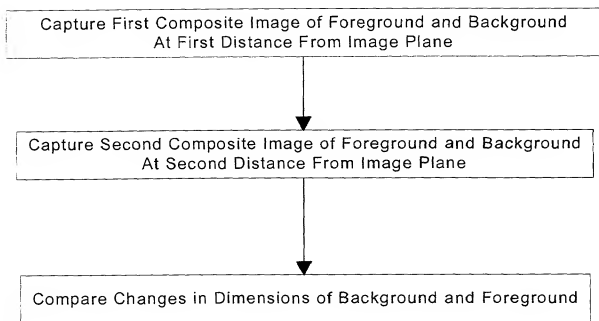 Capture First Composite Image of Foreground and Background
At First Distance From Image Plane
Capture Second Composite Image of Foreground and Background
At Second Distance From Image Plane
Compare Changes in Dimensions of Background and Foreground